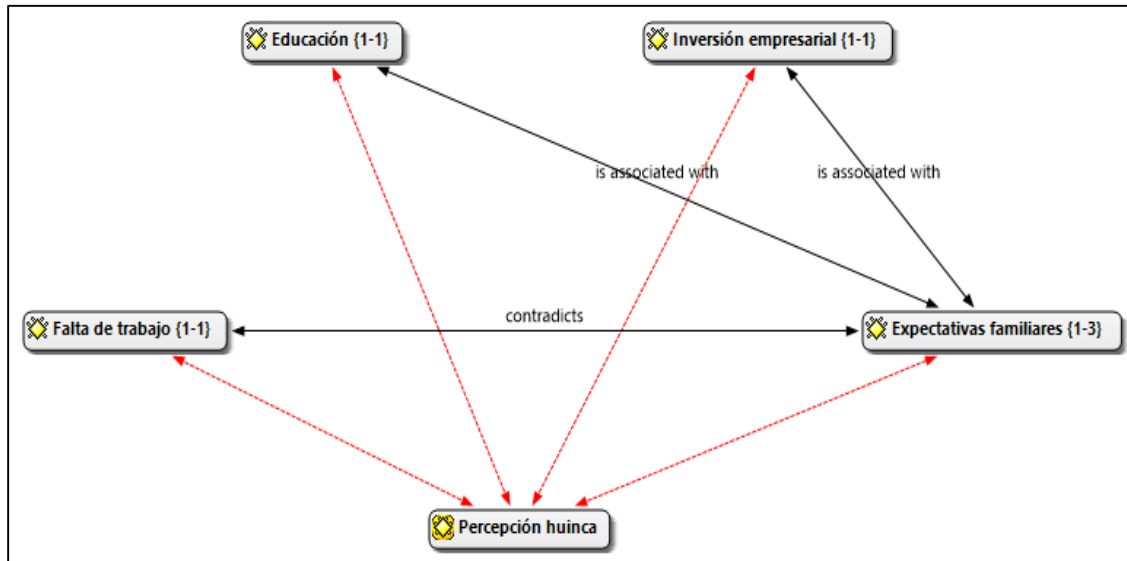 Educación {1-1}
Inversión empresarial {1-1}
is associated with
is associated with
contradicts
Falta de trabajo {1-1}
Expectativas familiares {1-3}
Percepción huinca